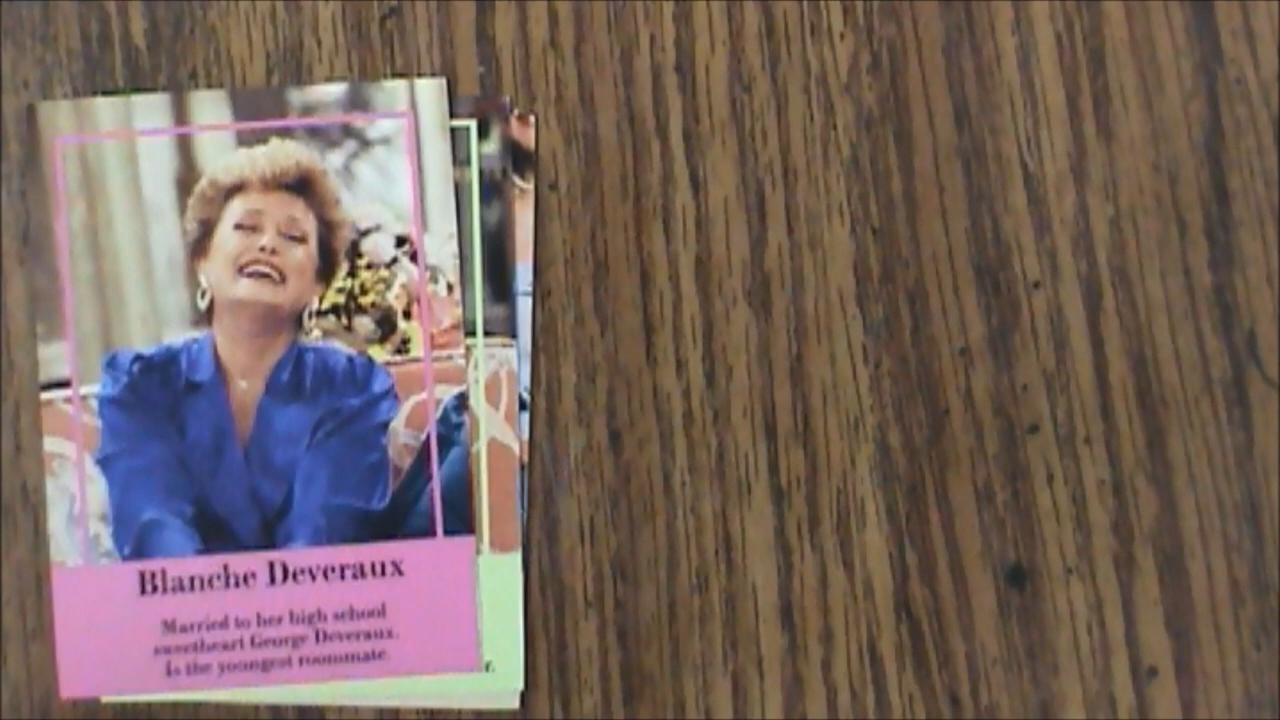 Blanche Deveraux
Married to her high school
sweetheart George Deveraux.
Is the youngest roommate.
r.